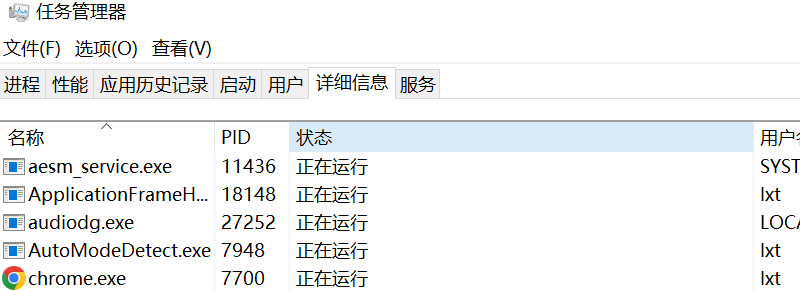 任务管理器
文件(F) 选项(O) 查看(V)
进程 性能 应用历史记录 启动 用户 详细信息 服务
名称 PID 状态 用户名
aesm_service.exe 11436 正在运行 SYST
ApplicationFrameH... 18148 正在运行 lxt
audiodg.exe 27252 正在运行 LOCA
AutoModeDetect.exe 7948 正在运行 lxt
chrome.exe 7700 正在运行 lxt